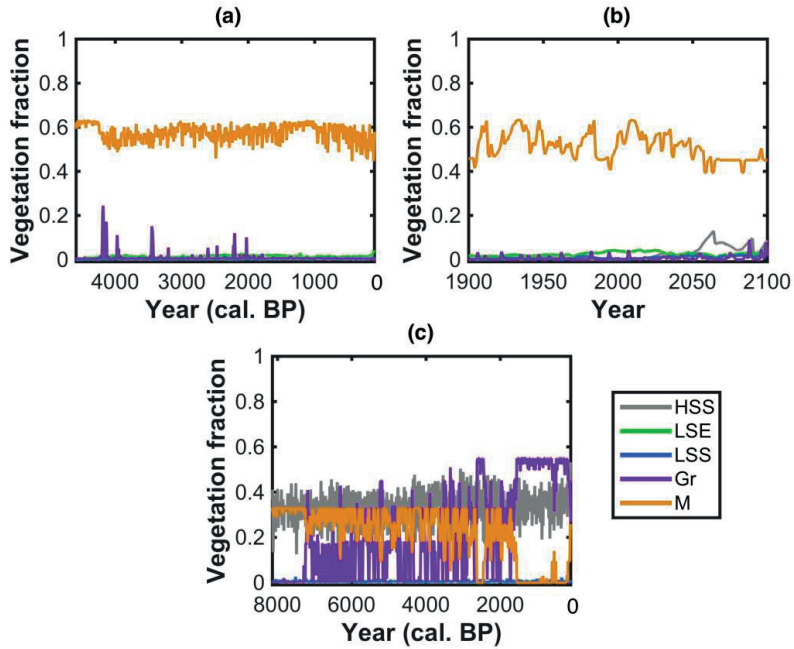 (a)
(b)
Vegetation fraction
1
0.8
0.6
0.4
0.2
0
4000 3000 2000 1000 0
Year (cal. BP)
Vegetation fraction
1
0.8
0.6
0.4
0.2
0
1900 1950 2000 2050 2100
Year
(c)
Vegetation fraction
1
0.8
0.6
0.4
0.2
0
8000 6000 4000 2000 0
Year (cal. BP)
HSS
LSE
LSS
Gr
M